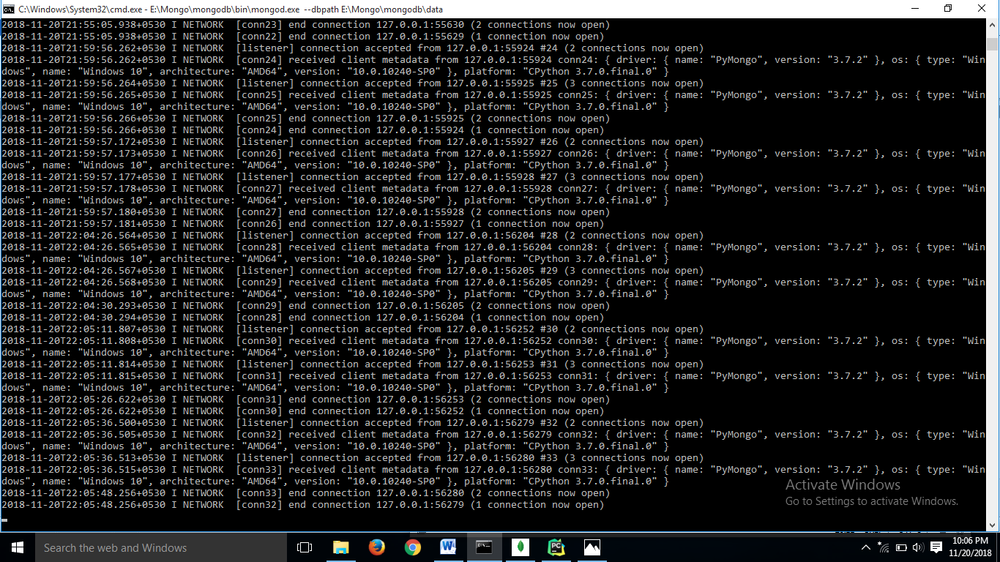 C:\Windows\System32\cmd.exe - E:\Mongo\mongodb\bin\mongod.exe --dbpath E:\Mongo\mongodb\data
2018-11-20T21:55:05.938+0530 I NETWORK  [conn23] end connection 127.0.0.1:55630 (2 connections now open)
2018-11-20T21:55:05.938+0530 I NETWORK  [conn22] end connection 127.0.0.1:55629 (1 connection now open)
2018-11-20T21:59:56.262+0530 I NETWORK  [listener] connection accepted from 127.0.0.1:55924 #24 (2 connections now open)
2018-11-20T21:59:56.262+0530 I NETWORK  [conn24] received client metadata from 127.0.0.1:55924 conn24: { driver: { name: "PyMongo", version: "3.7.2" }, os: { type: "Win
dows", name: "Windows 10", architecture: "AMD64", version: "10.0.10240-SP0" }, platform: "CPython 3.7.0.final.0" }
2018-11-20T21:59:56.264+0530 I NETWORK  [listener] connection accepted from 127.0.0.1:55925 #25 (3 connections now open)
2018-11-20T21:59:56.265+0530 I NETWORK  [conn25] received client metadata from 127.0.0.1:55925 conn25: { driver: { name: "PyMongo", version: "3.7.2" }, os: { type: "Win
dows", name: "Windows 10", architecture: "AMD64", version: "10.0.10240-SP0" }, platform: "CPython 3.7.0.final.0" }
2018-11-20T21:59:56.266+0530 I NETWORK  [conn25] end connection 127.0.0.1:55925 (2 connections now open)
2018-11-20T21:59:56.266+0530 I NETWORK  [conn24] end connection 127.0.0.1:55924 (1 connection now open)
2018-11-20T21:59:57.172+0530 I NETWORK  [listener] connection accepted from 127.0.0.1:55927 #26 (2 connections now open)
2018-11-20T21:59:57.173+0530 I NETWORK  [conn26] received client metadata from 127.0.0.1:55927 conn26: { driver: { name: "PyMongo", version: "3.7.2" }, os: { type: "Win
dows", name: "Windows 10", architecture: "AMD64", version: "10.0.10240-SP0" }, platform: "CPython 3.7.0.final.0" }
2018-11-20T21:59:57.177+0530 I NETWORK  [listener] connection accepted from 127.0.0.1:55928 #27 (3 connections now open)
2018-11-20T21:59:57.178+0530 I NETWORK  [conn27] received client metadata from 127.0.0.1:55928 conn27: { driver: { name: "PyMongo", version: "3.7.2" }, os: { type: "Win
dows", name: "Windows 10", architecture: "AMD64", version: "10.0.10240-SP0" }, platform: "CPython 3.7.0.final.0" }
2018-11-20T21:59:57.180+0530 I NETWORK  [conn27] end connection 127.0.0.1:55928 (2 connections now open)
2018-11-20T21:59:57.181+0530 I NETWORK  [conn26] end connection 127.0.0.1:55927 (1 connection now open)
2018-11-20T22:04:26.564+0530 I NETWORK  [listener] connection accepted from 127.0.0.1:56204 #28 (2 connections now open)
2018-11-20T22:04:26.565+0530 I NETWORK  [conn28] received client metadata from 127.0.0.1:56204 conn28: { driver: { name: "PyMongo", version: "3.7.2" }, os: { type: "Win
dows", name: "Windows 10", architecture: "AMD64", version: "10.0.10240-SP0" }, platform: "CPython 3.7.0.final.0" }
2018-11-20T22:04:26.567+0530 I NETWORK  [listener] connection accepted from 127.0.0.1:56205 #29 (3 connections now open)
2018-11-20T22:04:26.568+0530 I NETWORK  [conn29] received client metadata from 127.0.0.1:56205 conn29: { driver: { name: "PyMongo", version: "3.7.2" }, os: { type: "Win
dows", name: "Windows 10", architecture: "AMD64", version: "10.0.10240-SP0" }, platform: "CPython 3.7.0.final.0" }
2018-11-20T22:04:30.293+0530 I NETWORK  [conn29] end connection 127.0.0.1:56205 (2 connections now open)
2018-11-20T22:04:30.294+0530 I NETWORK  [conn28] end connection 127.0.0.1:56204 (1 connection now open)
2018-11-20T22:05:11.807+0530 I NETWORK  [listener] connection accepted from 127.0.0.1:56252 #30 (2 connections now open)
2018-11-20T22:05:11.808+0530 I NETWORK  [conn30] received client metadata from 127.0.0.1:56252 conn30: { driver: { name: "PyMongo", version: "3.7.2" }, os: { type: "Win
dows", name: "Windows 10", architecture: "AMD64", version: "10.0.10240-SP0" }, platform: "CPython 3.7.0.final.0" }
2018-11-20T22:05:11.814+0530 I NETWORK  [listener] connection accepted from 127.0.0.1:56253 #31 (3 connections now open)
2018-11-20T22:05:11.815+0530 I NETWORK  [conn31] received client metadata from 127.0.0.1:56253 conn31: { driver: { name: "PyMongo", version: "3.7.2" }, os: { type: "Win
dows", name: "Windows 10", architecture: "AMD64", version: "10.0.10240-SP0" }, platform: "CPython 3.7.0.final.0" }
2018-11-20T22:05:26.622+0530 I NETWORK  [conn31] end connection 127.0.0.1:56253 (2 connections now open)
2018-11-20T22:05:26.622+0530 I NETWORK  [conn30] end connection 127.0.0.1:56252 (1 connection now open)
2018-11-20T22:05:36.500+0530 I NETWORK  [listener] connection accepted from 127.0.0.1:56279 #32 (2 connections now open)
2018-11-20T22:05:36.505+0530 I NETWORK  [conn32] received client metadata from 127.0.0.1:56279 conn32: { driver: { name: "PyMongo", version: "3.7.2" }, os: { type: "Win
dows", name: "Windows 10", architecture: "AMD64", version: "10.0.10240-SP0" }, platform: "CPython 3.7.0.final.0" }
2018-11-20T22:05:36.513+0530 I NETWORK  [listener] connection accepted from 127.0.0.1:56280 #33 (3 connections now open)
2018-11-20T22:05:36.515+0530 I NETWORK  [conn33] received client metadata from 127.0.0.1:56280 conn33: { driver: { name: "PyMongo", version: "3.7.2" }, os: { type: "Win
dows", name: "Windows 10", architecture: "AMD64", version: "10.0.10240-SP0" }, platform: "CPython 3.7.0.final.0" }
2018-11-20T22:05:48.256+0530 I NETWORK  [conn33] end connection 127.0.0.1:56280 (2 connections now open)
2018-11-20T22:05:48.256+0530 I NETWORK  [conn32] end connection 127.0.0.1:56279 (1 connection now open)
Activate Windows
Go to Settings to activate Windows.
Search the web and Windows
PC
10:06 PM
11/20/2018